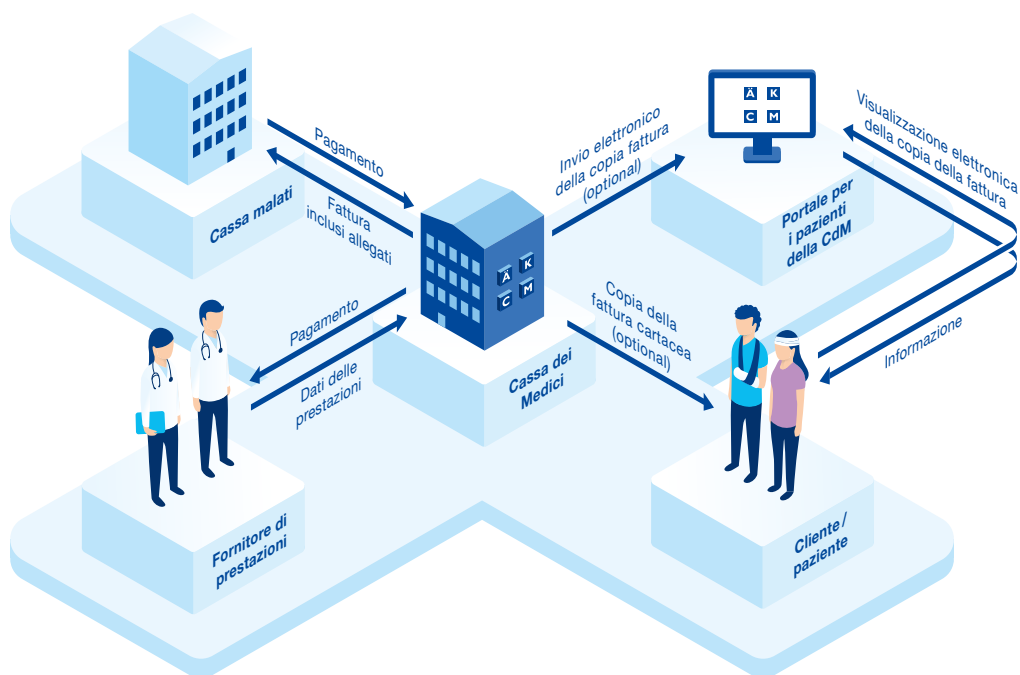 Pagamento
Fattura
inclusi allegati
Cassa malati
Invio elettronico
della copia fattura
(optional)
Ä K
C M
Visualizzazione elettronica
della copia della fattura
Portale per
i pazienti
della CdM
Ä K
C M
Pagamento
Dati delle
prestazioni
Cassa dei
Medici
Copia della
fattura cartacea
(optional)
Informazione
Fornitore di
prestazioni
Cliente /
paziente